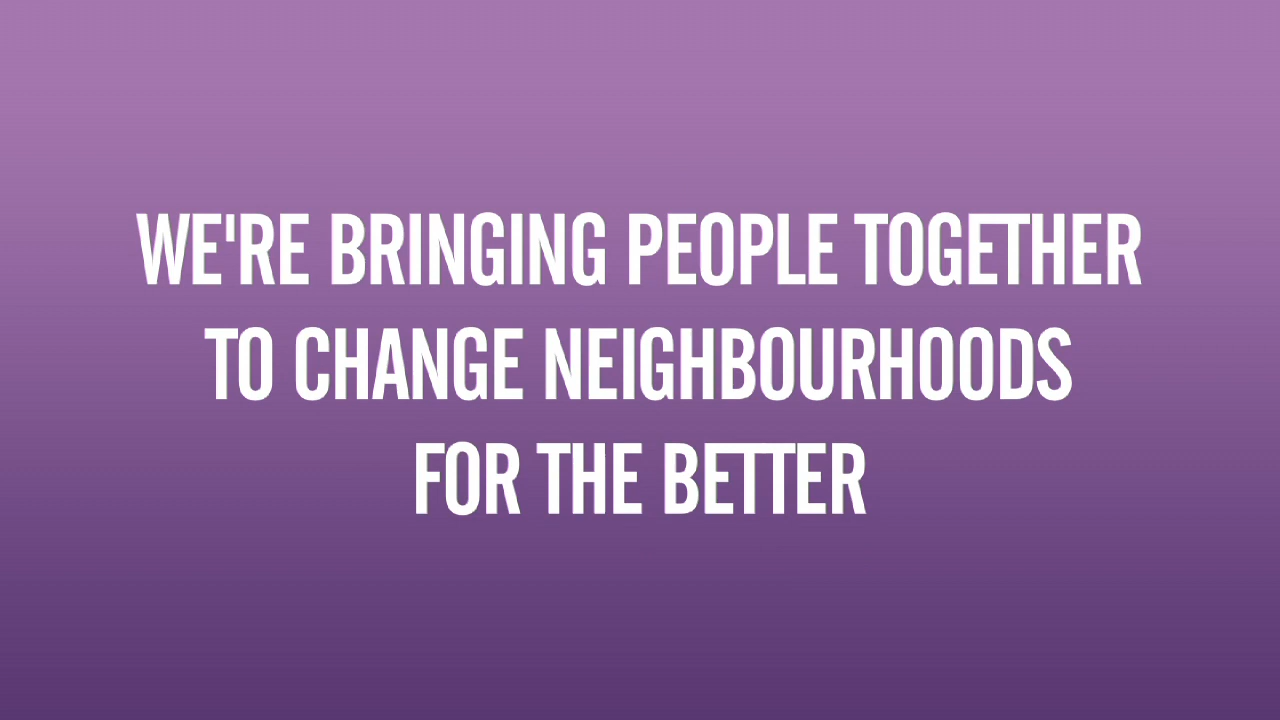 WE'RE BRINGING PEOPLE TOGETHER
TO CHANGE NEIGHBOURHOODS
FOR THE BETTER